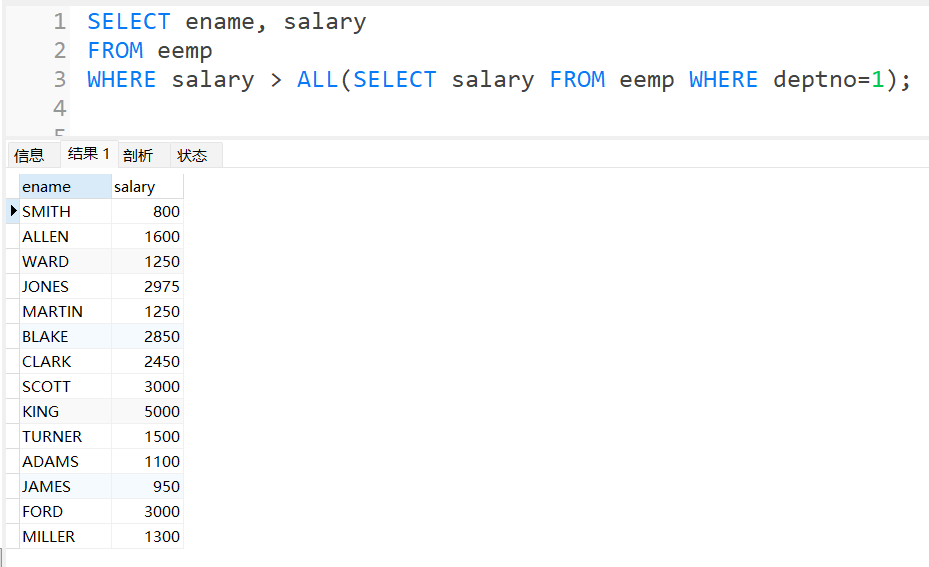 1 SELECT ename, salary
2 FROM eemp
3 WHERE salary > ALL(SELECT salary FROM eemp WHERE deptno=1);
4
5
信息 结果 1 剖析 状态
ename salary
SMITH 800
ALLEN 1600
WARD 1250
JONES 2975
MARTIN 1250
BLAKE 2850
CLARK 2450
SCOTT 3000
KING 5000
TURNER 1500
ADAMS 1100
JAMES 950
FORD 3000
MILLER 1300